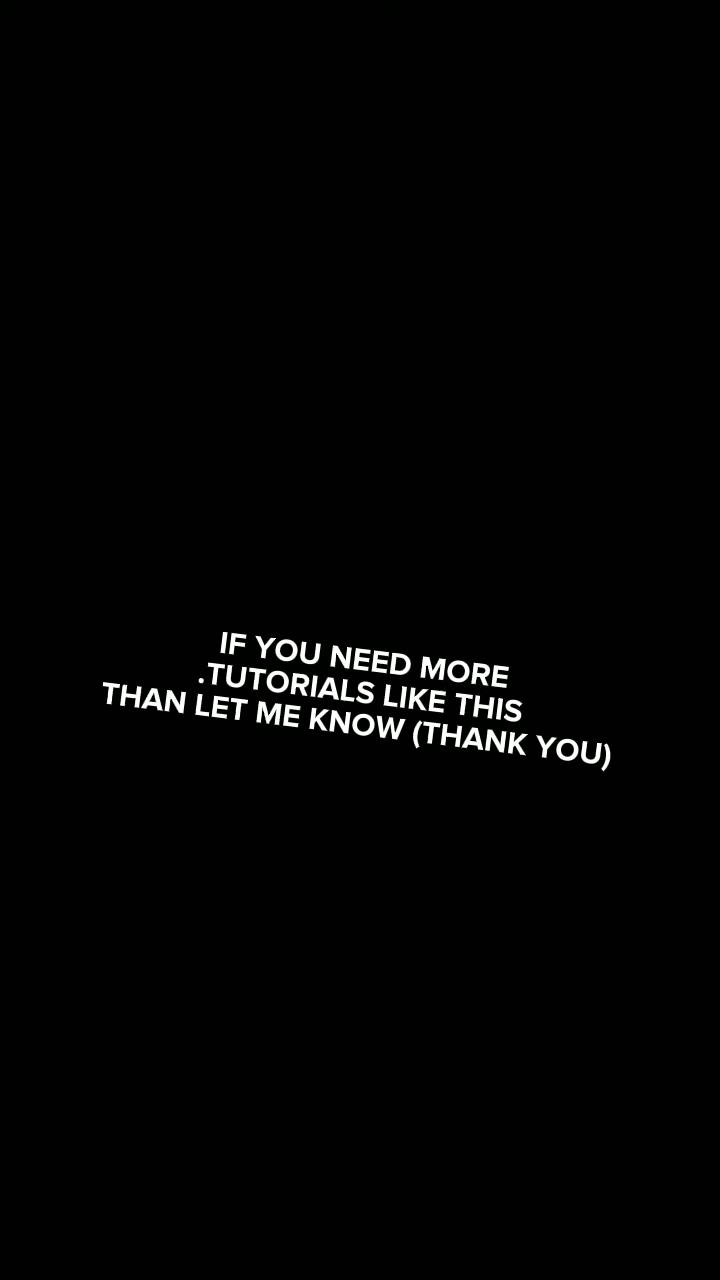 IF YOU NEED MORE
.TUTORIALS LIKE THIS
THAN LET ME KNOW (THANK YOU)